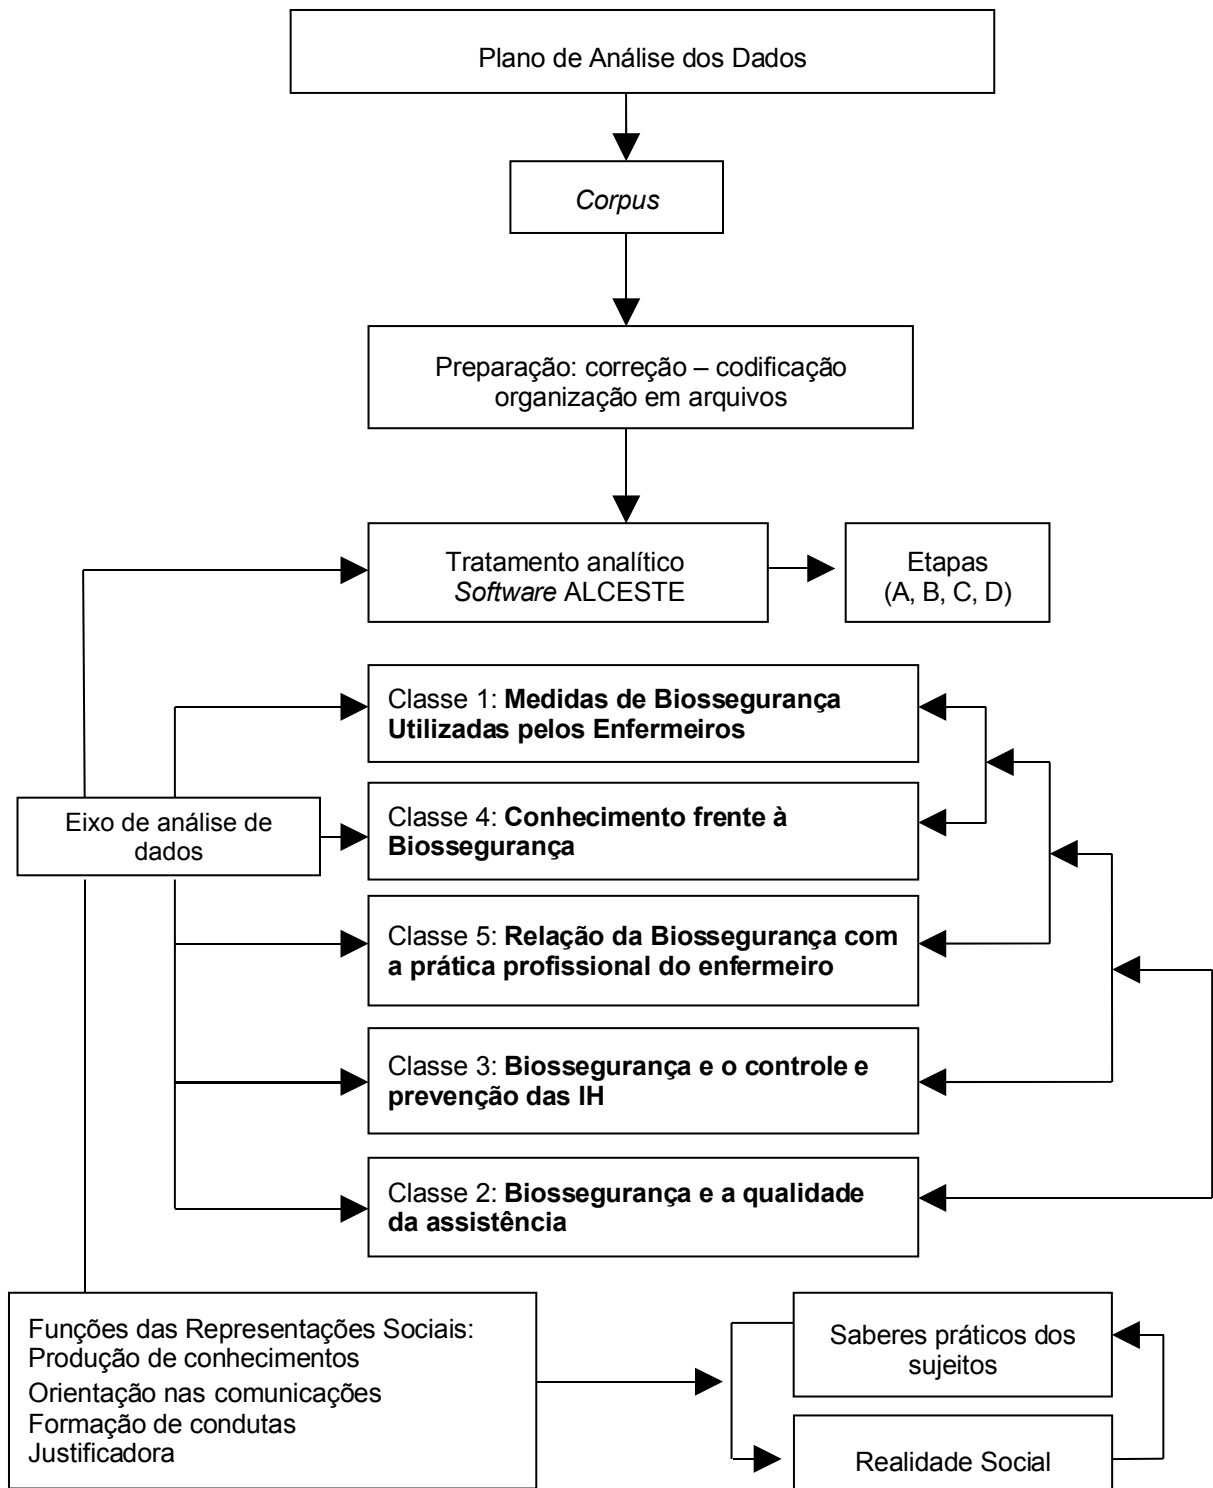 Plano de Análise dos Dados
Corpus
Preparação: correção – codificação
organização em arquivos
Tratamento analítico
Software ALCESTE
Etapas
(A, B, C, D)
Classe 1: Medidas de Biossegurança
Utilizadas pelos Enfermeiros
Eixo de análise de
dados
Classe 4: Conhecimento frente à
Biossegurança
Classe 5: Relação da Biossegurança com
a prática profissional do enfermeiro
Classe 3: Biossegurança e o controle e
prevenção das IH
Classe 2: Biossegurança e a qualidade
da assistência
Funções das Representações Sociais:
Produção de conhecimentos
Orientação nas comunicações
Formação de condutas
Justificadora
Saberes práticos dos
sujeitos
Realidade Social